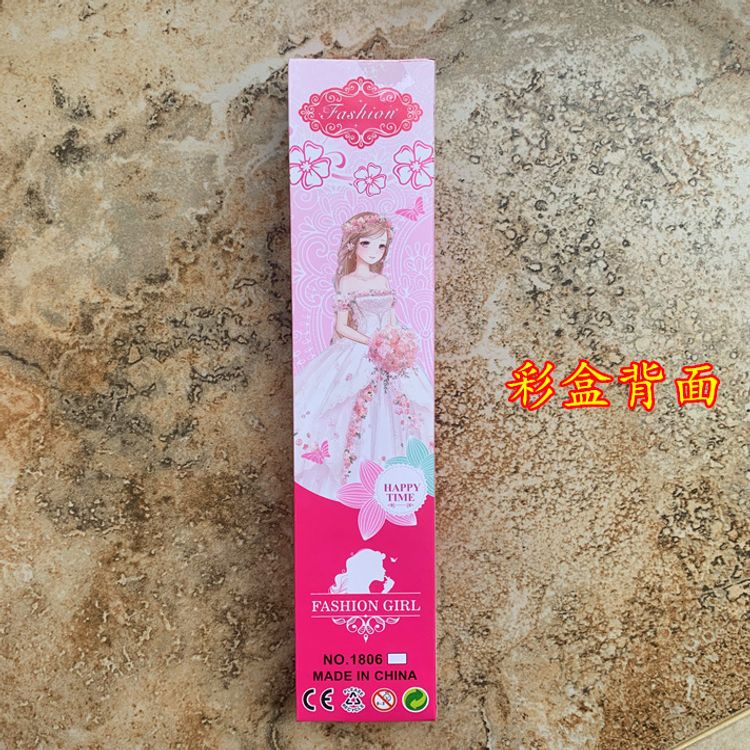 Fashion
彩盒背面
HAPPY
TIME
FASHION GIRL
NO.1806
MADE IN CHINA
CE